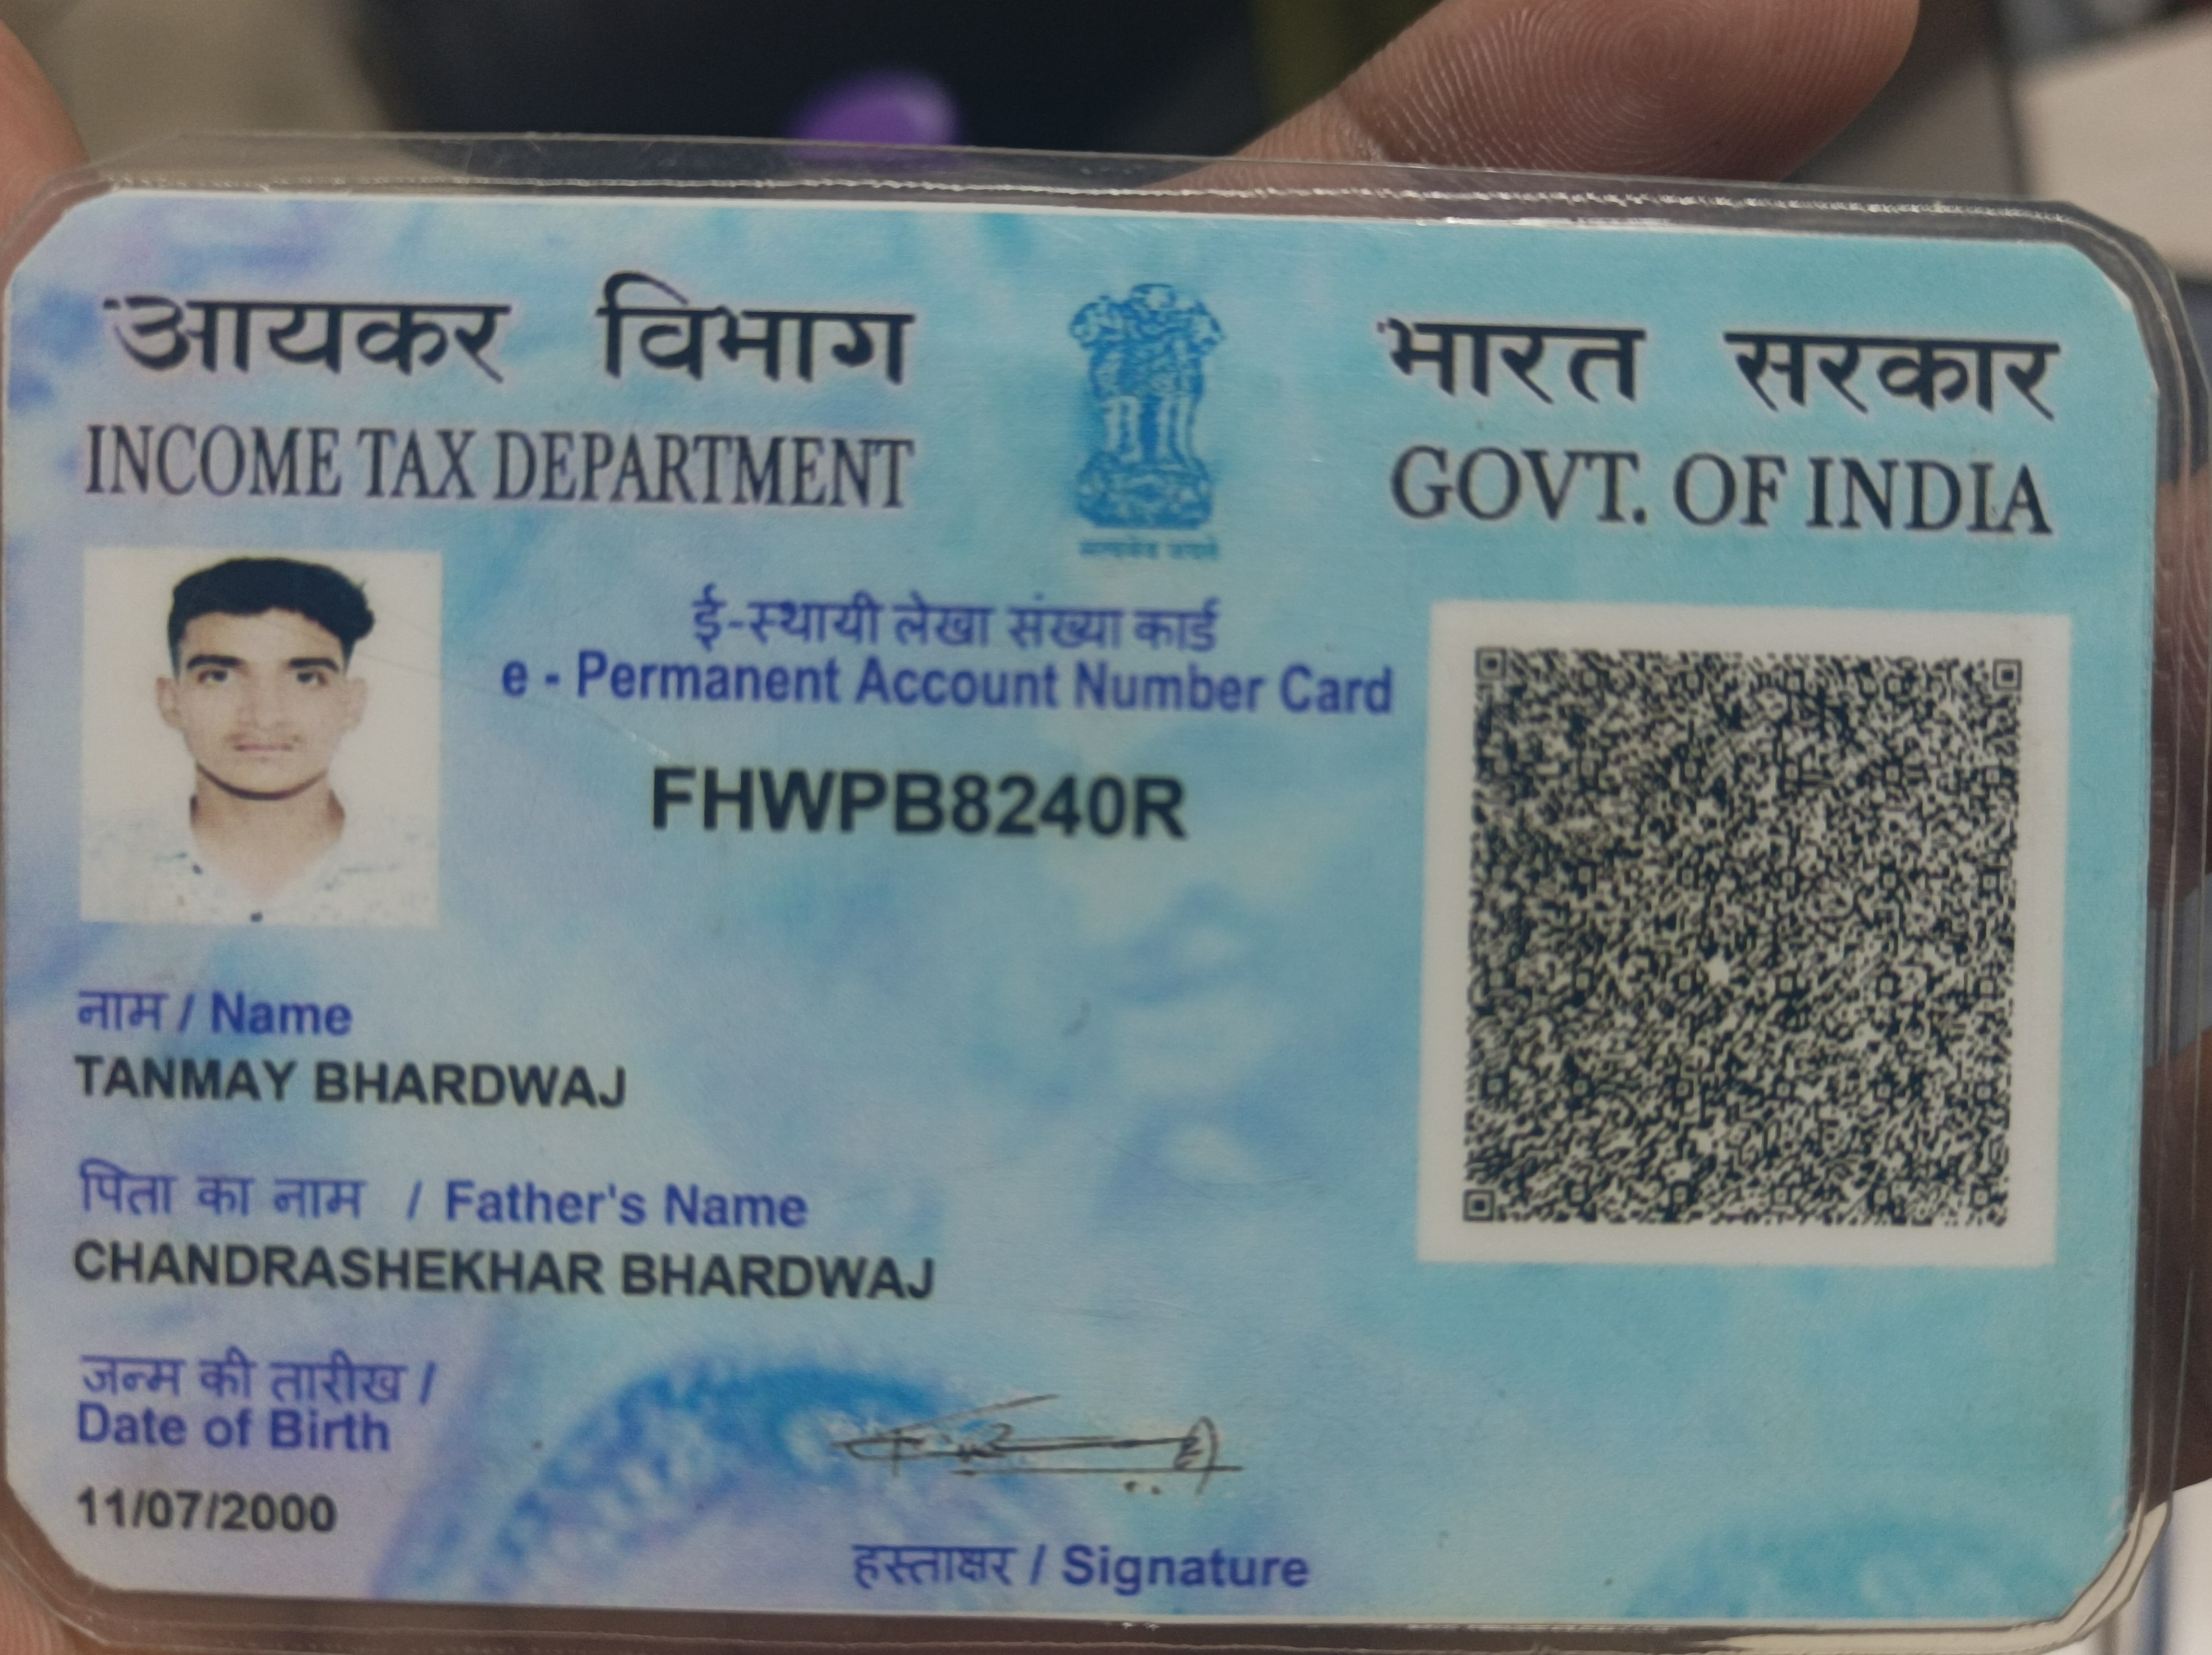 आयकर विभाग
INCOME TAX DEPARTMENT
सत्यमेव जयते
भारत सरकार
GOVT. OF INDIA
ई-स्थायी लेखा संख्या कार्ड
e - Permanent Account Number Card
FHWPB8240R
नाम / Name
TANMAY BHARDWAJ
पिता का नाम / Father's Name
CHANDRASHEKHAR BHARDWAJ
जन्म की तारीख /
Date of Birth
11/07/2000
हस्ताक्षर / Signature